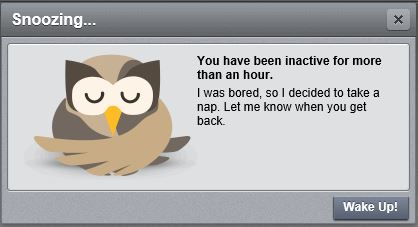 Snoozing...
You have been inactive for more
than an hour.
I was bored, so I decided to take a
nap. Let me know when you get
back.
Wake Up!